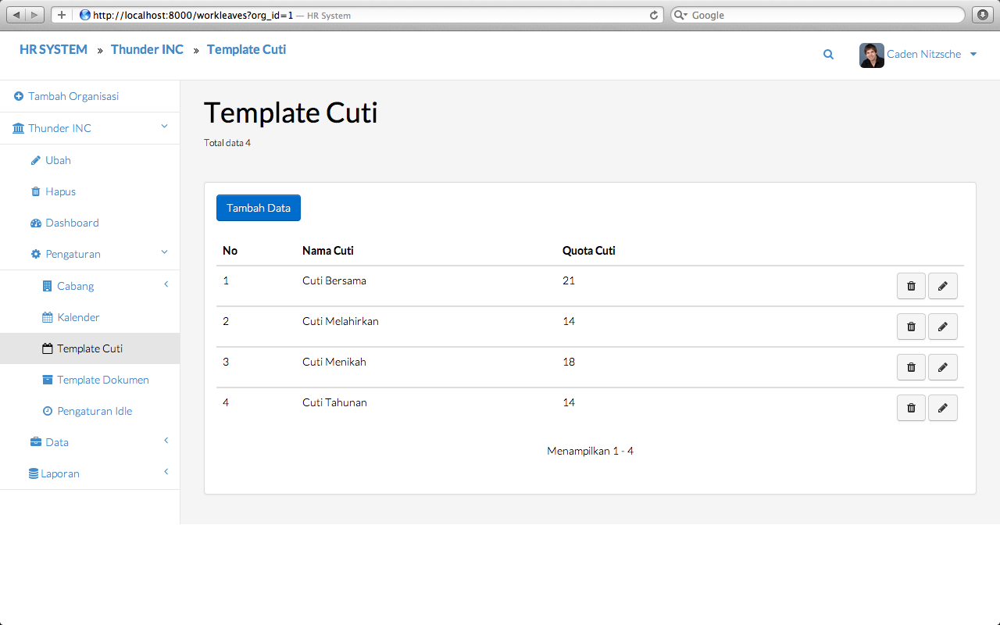 http://localhost:8000/workleaves?org_id=1 — HR System
Google
HR SYSTEM » Thunder INC » Template Cuti
Caden Nitzsche
Tambah Organisasi
Thunder INC
Ubah
Hapus
Dashboard
Pengaturan
Cabang
Kalender
Template Cuti
Template Dokumen
Pengaturan Idle
Data
Laporan
Template Cuti
Total data 4
Tambah Data
No Nama Cuti Quota Cuti
1 Cuti Bersama 21
2 Cuti Melahirkan 14
3 Cuti Menikah 18
4 Cuti Tahunan 14
Menampilkan 1 - 4